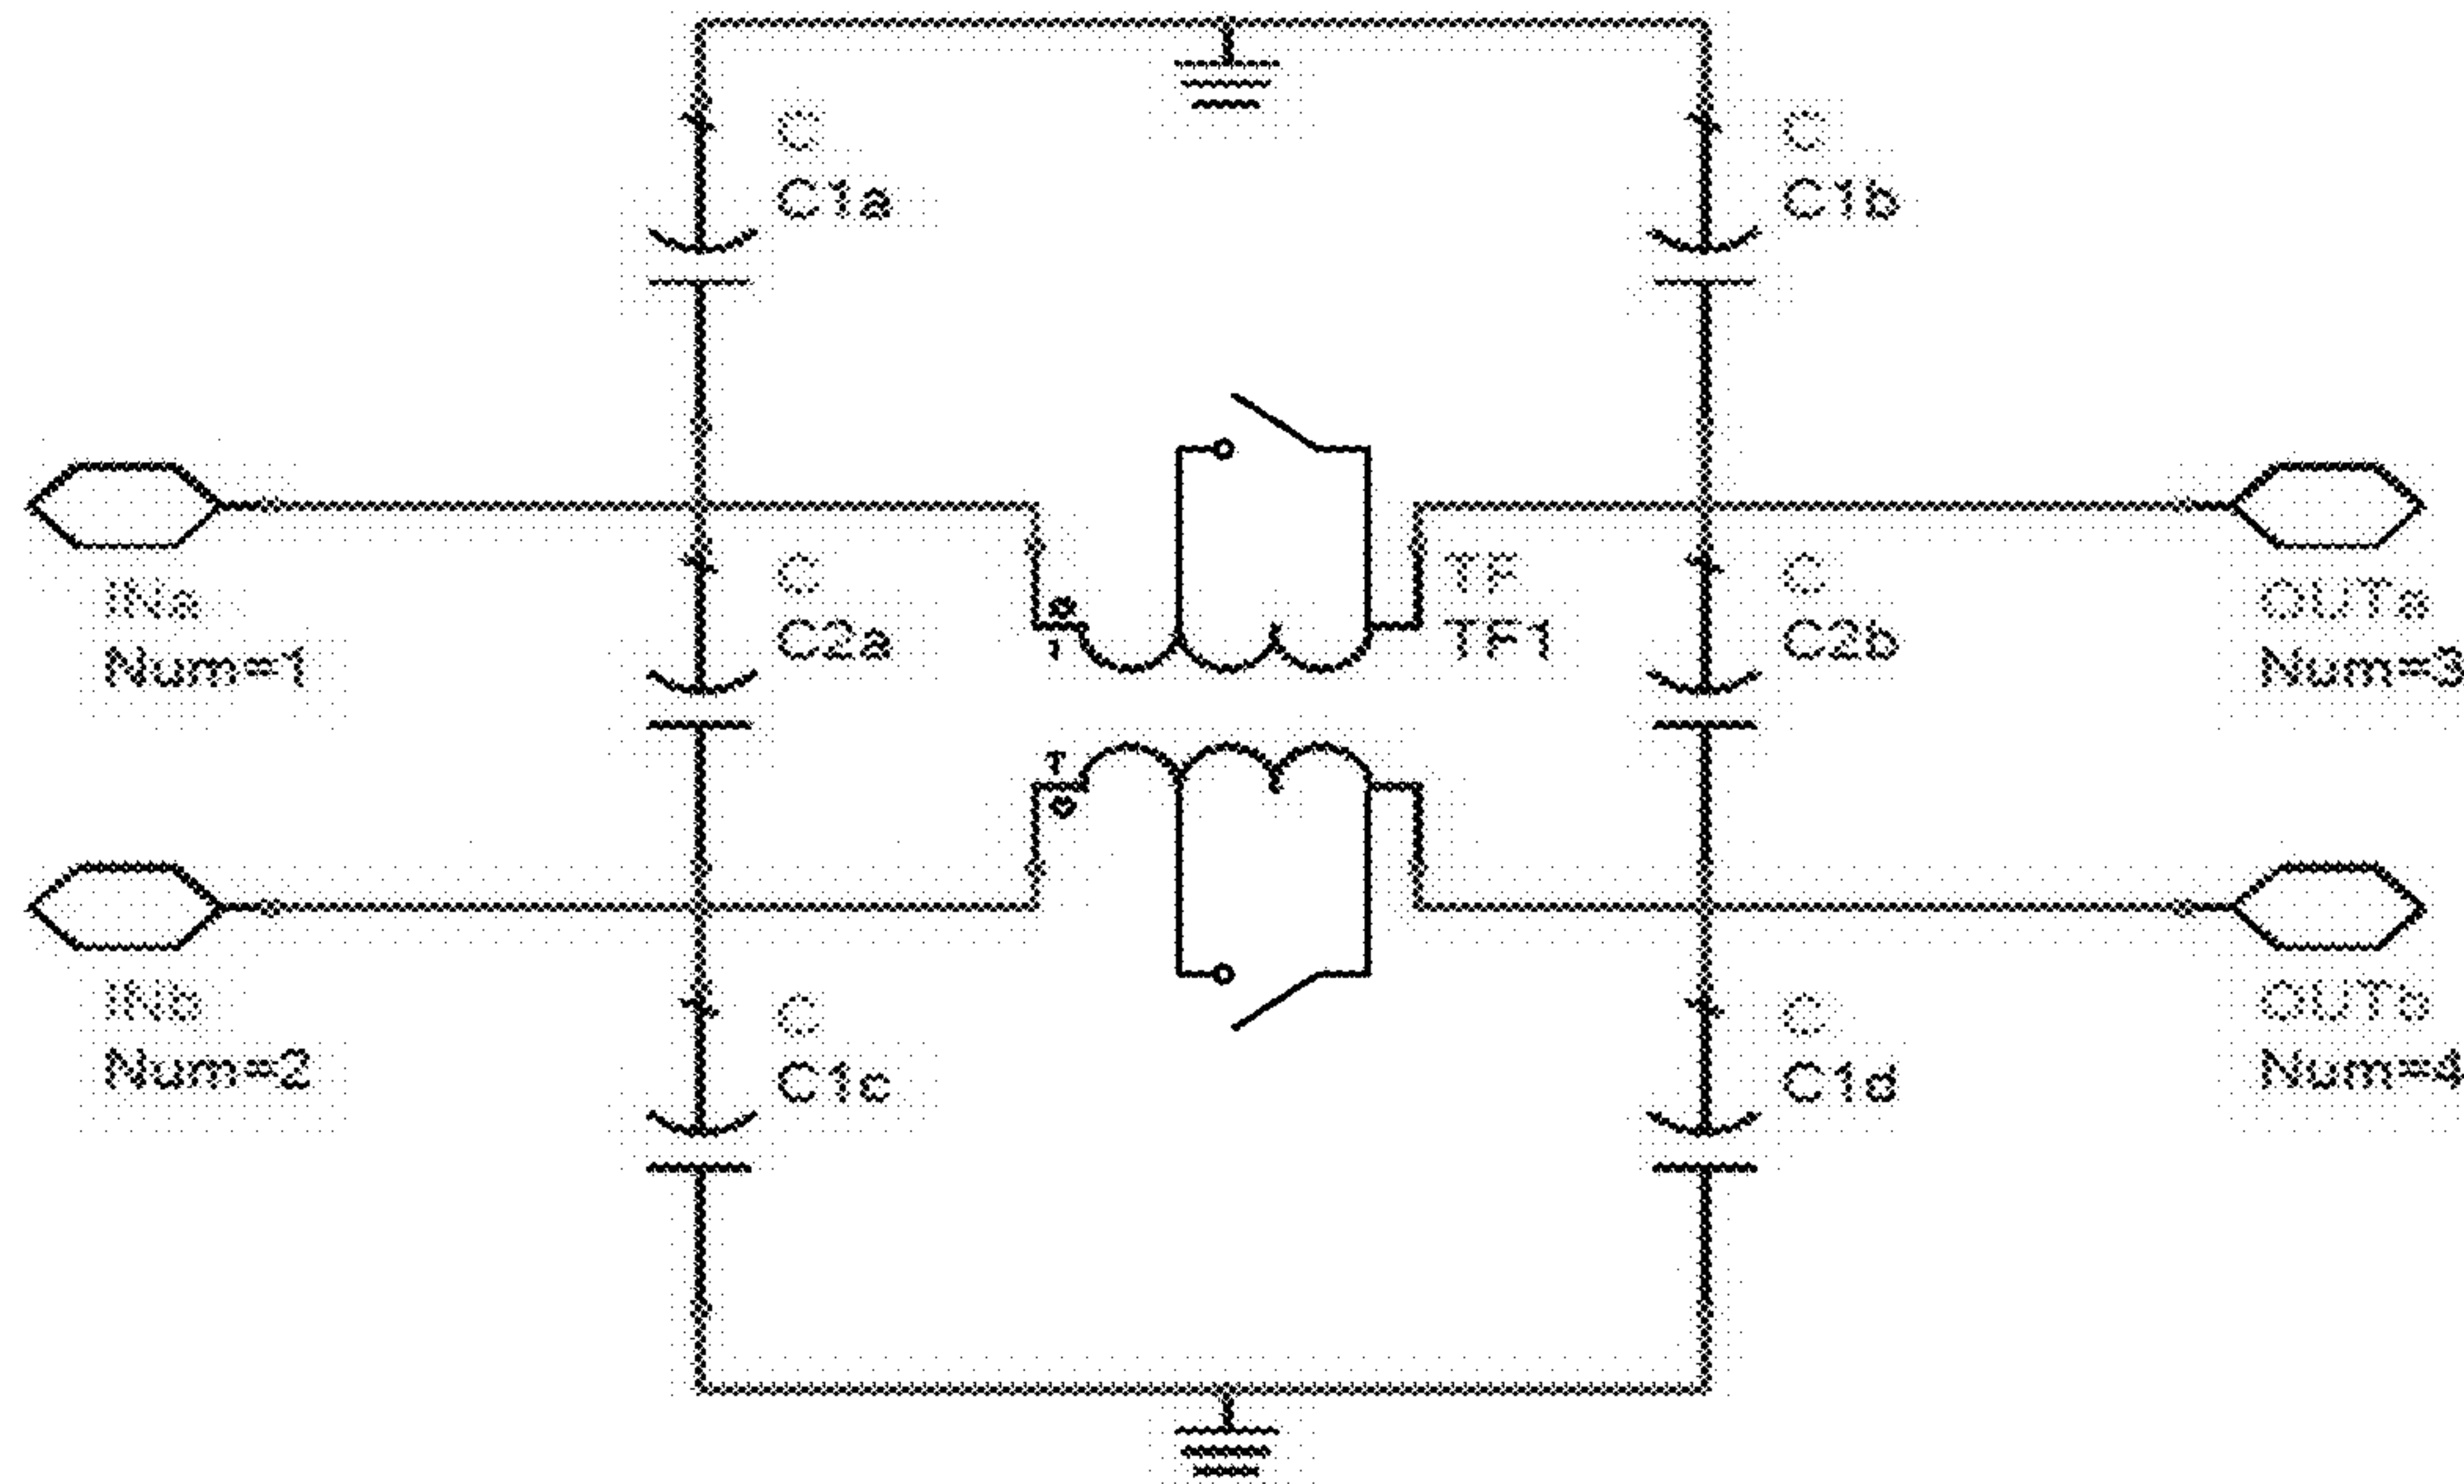 C
C1a
C
C1b
INa
Num=1
C
C2a
T
TF
TF1
C
C2b
OUTa
Num=3
T
INb
Num=2
C
C1c
C
C1d
OUTb
Num=4